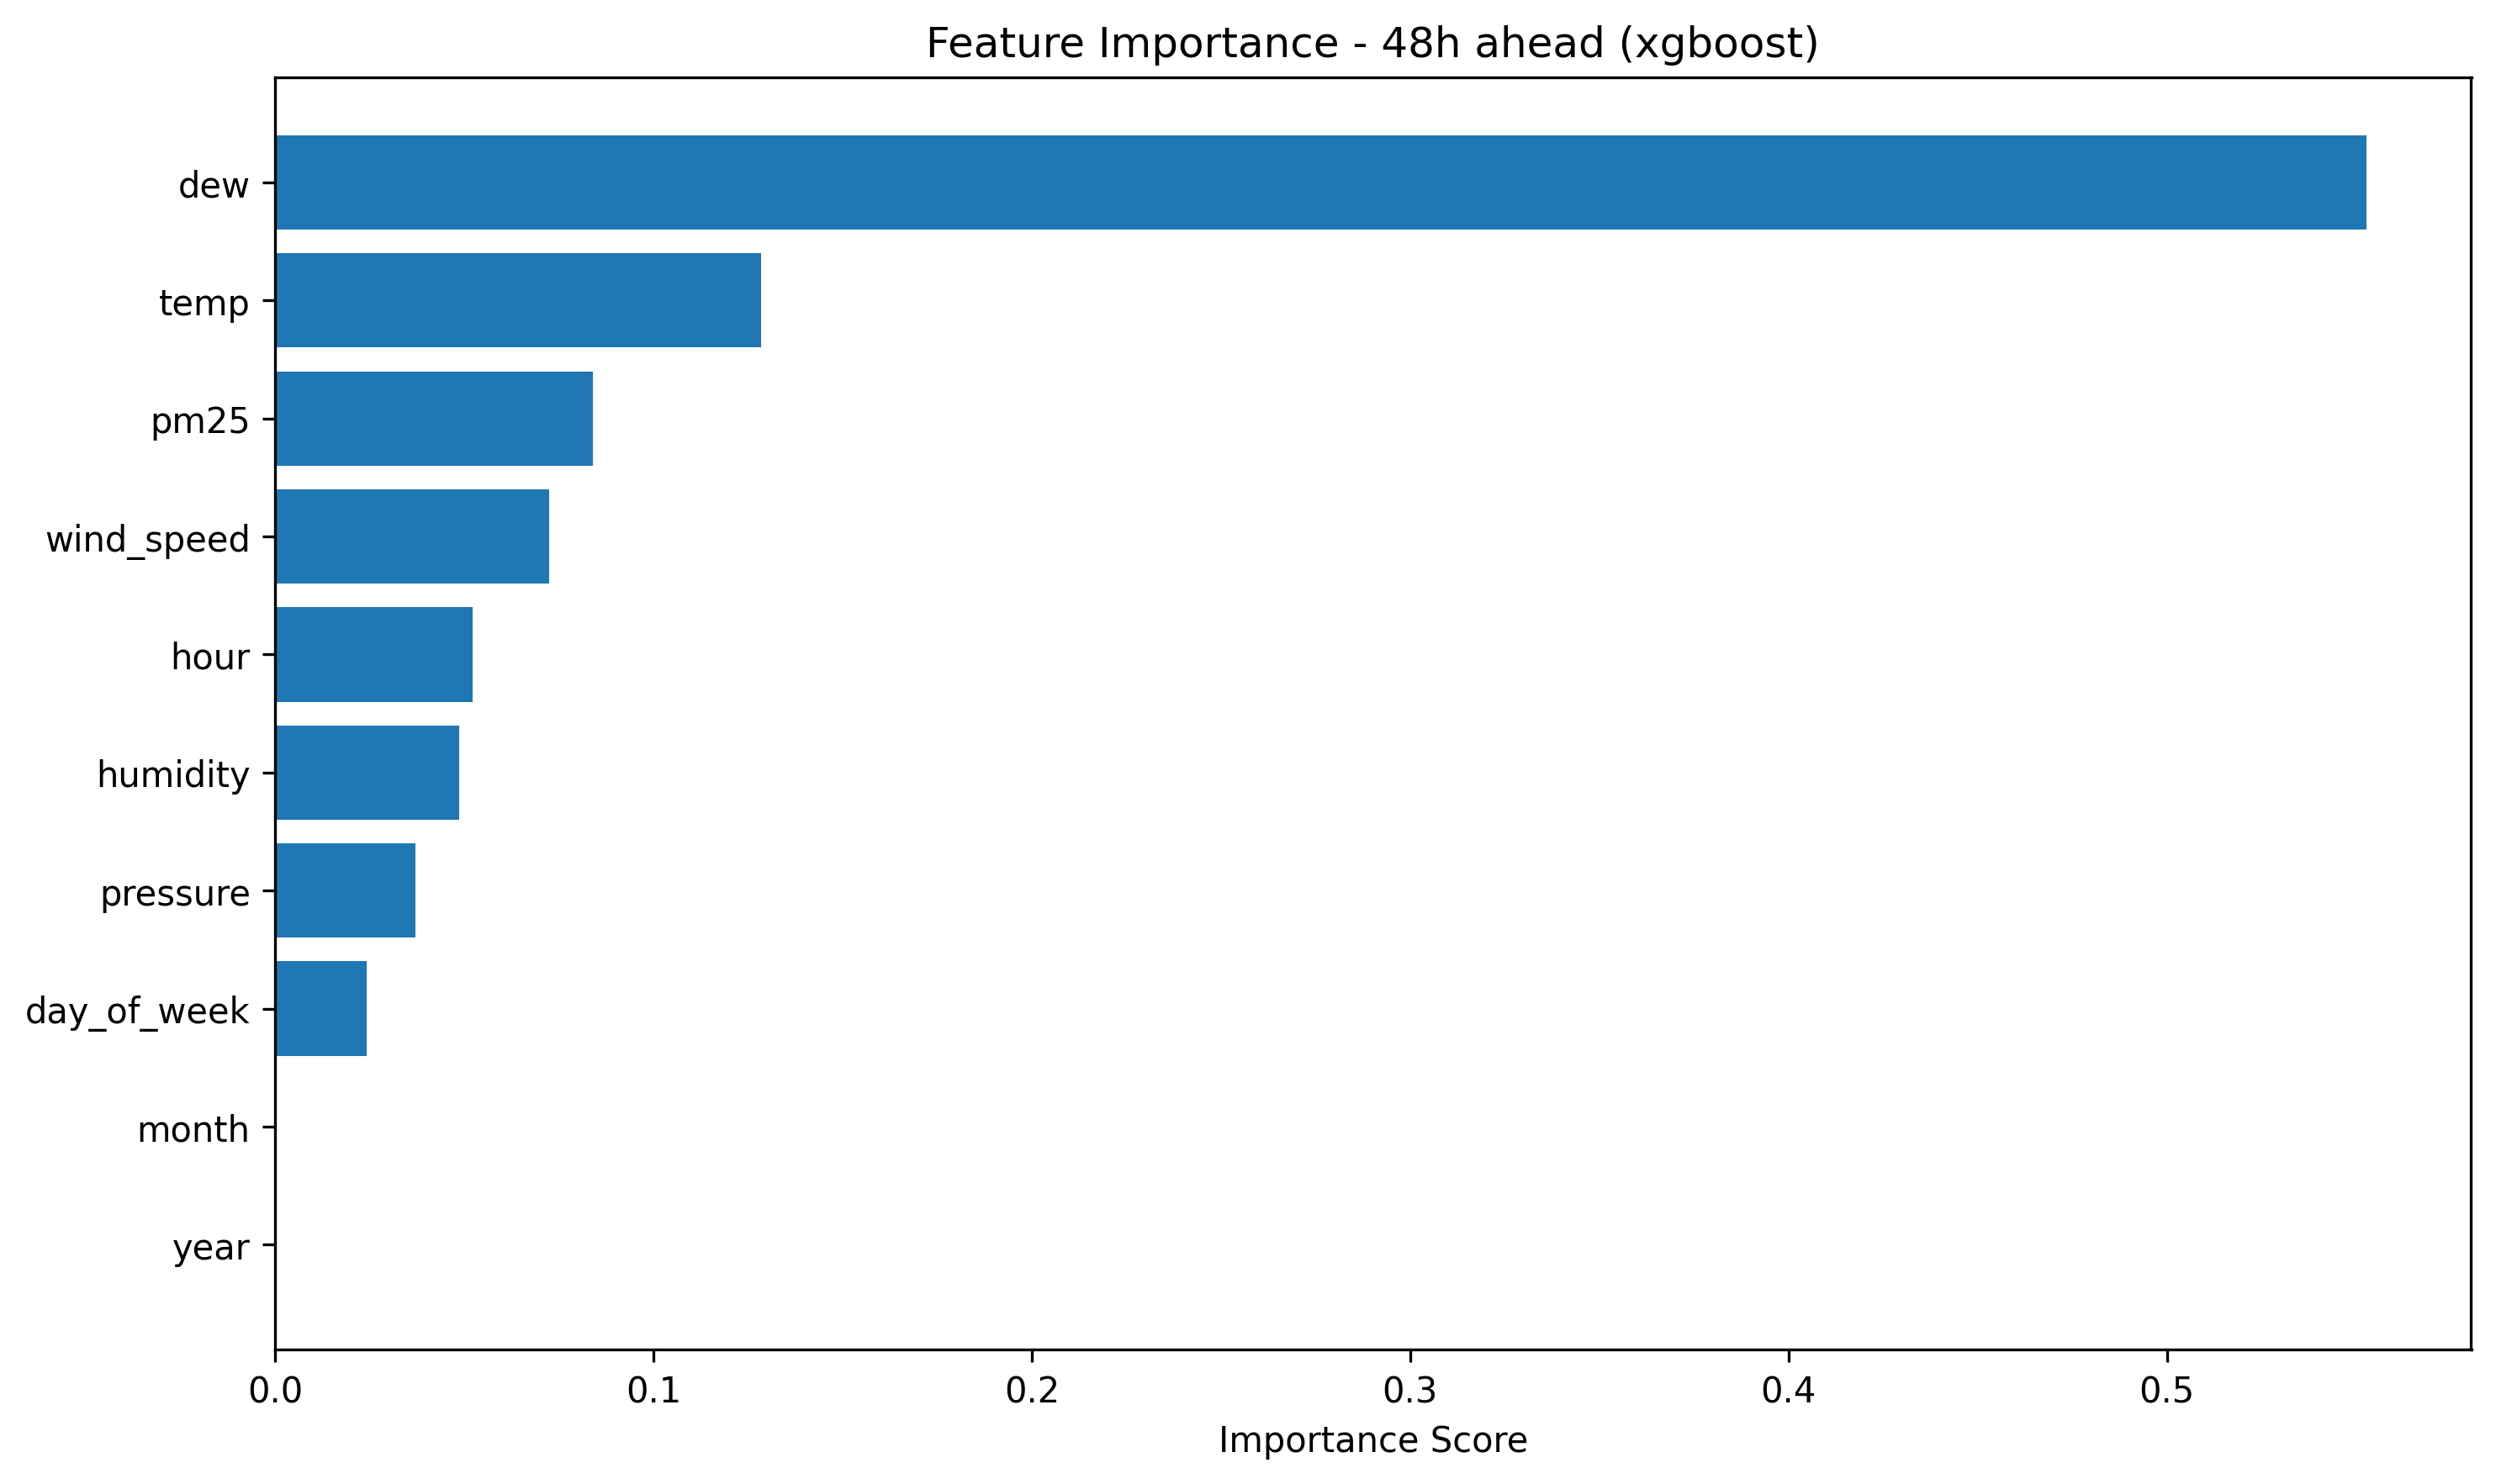 Feature Importance - 48h ahead (xgboost)
dew
temp
pm25
wind_speed
hour
humidity
pressure
day_of_week
month
year
0.0 0.1 0.2 0.3 0.4 0.5
Importance Score